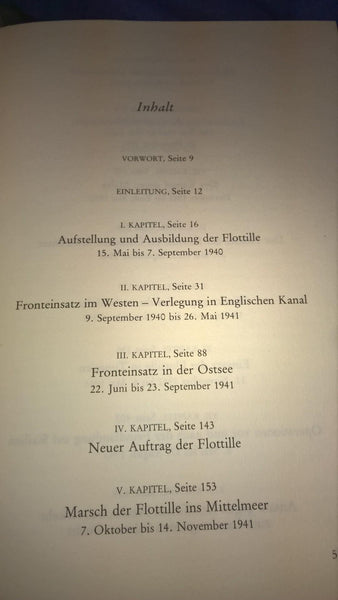 Inhalt
VORWORT, Seite 9
EINLEITUNG, Seite 12
I. KAPITEL, Seite 16
Aufstellung und Ausbildung der Flottille
15. Mai bis 7. September 1940
II. KAPITEL, Seite 31
Fronteinsatz im Westen – Verlegung in Englischen Kanal
9. September 1940 bis 26. Mai 1941
III. KAPITEL, Seite 88
Fronteinsatz in der Ostsee
22. Juni bis 23. September 1941
IV. KAPITEL, Seite 143
Neuer Auftrag der Flottille
V. KAPITEL, Seite 153
Marsch der Flottille ins Mittelmeer
7. Oktober bis 14. November 1941
5